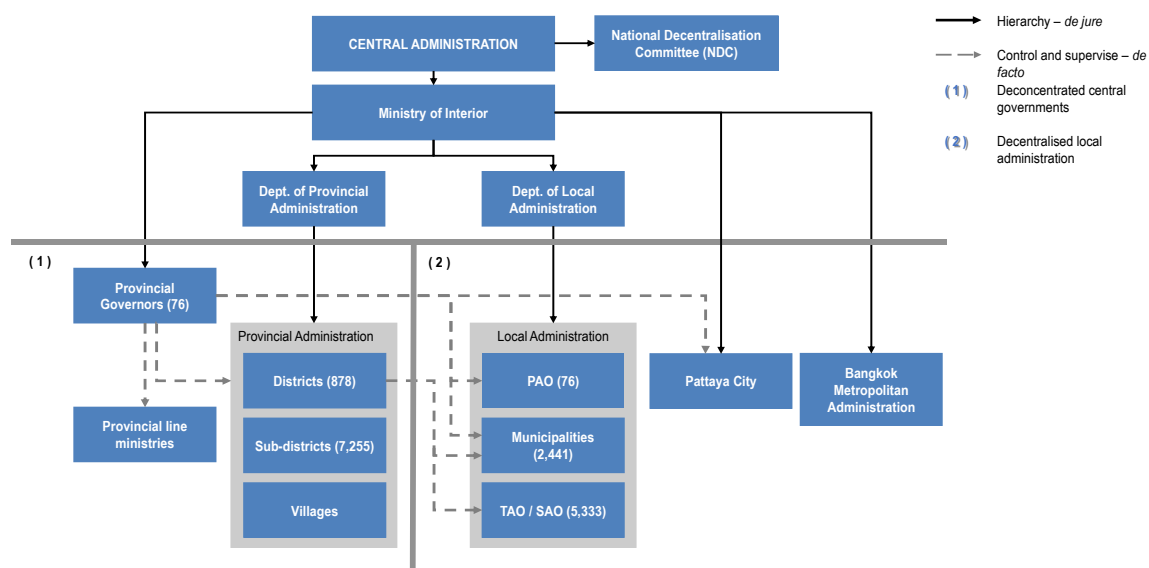 CENTRAL ADMINISTRATION
National Decentralisation
Committee (NDC)
Hierarchy – de jure
Control and supervise – de
facto
(1) Deconcentrated central
governments
(2) Decentralised local
administration
Ministry of Interior
Dept. of Provincial
Administration
Dept. of Local
Administration
(1)
(2)
Provincial
Governors (76)
Provincial Administration
Districts (878)
Sub-districts (7,255)
Villages
Provincial line
ministries
Local Administration
PAO (76)
Municipalities
(2,441)
TAO / SAO (5,333)
Pattaya City
Bangkok
Metropolitan
Administration